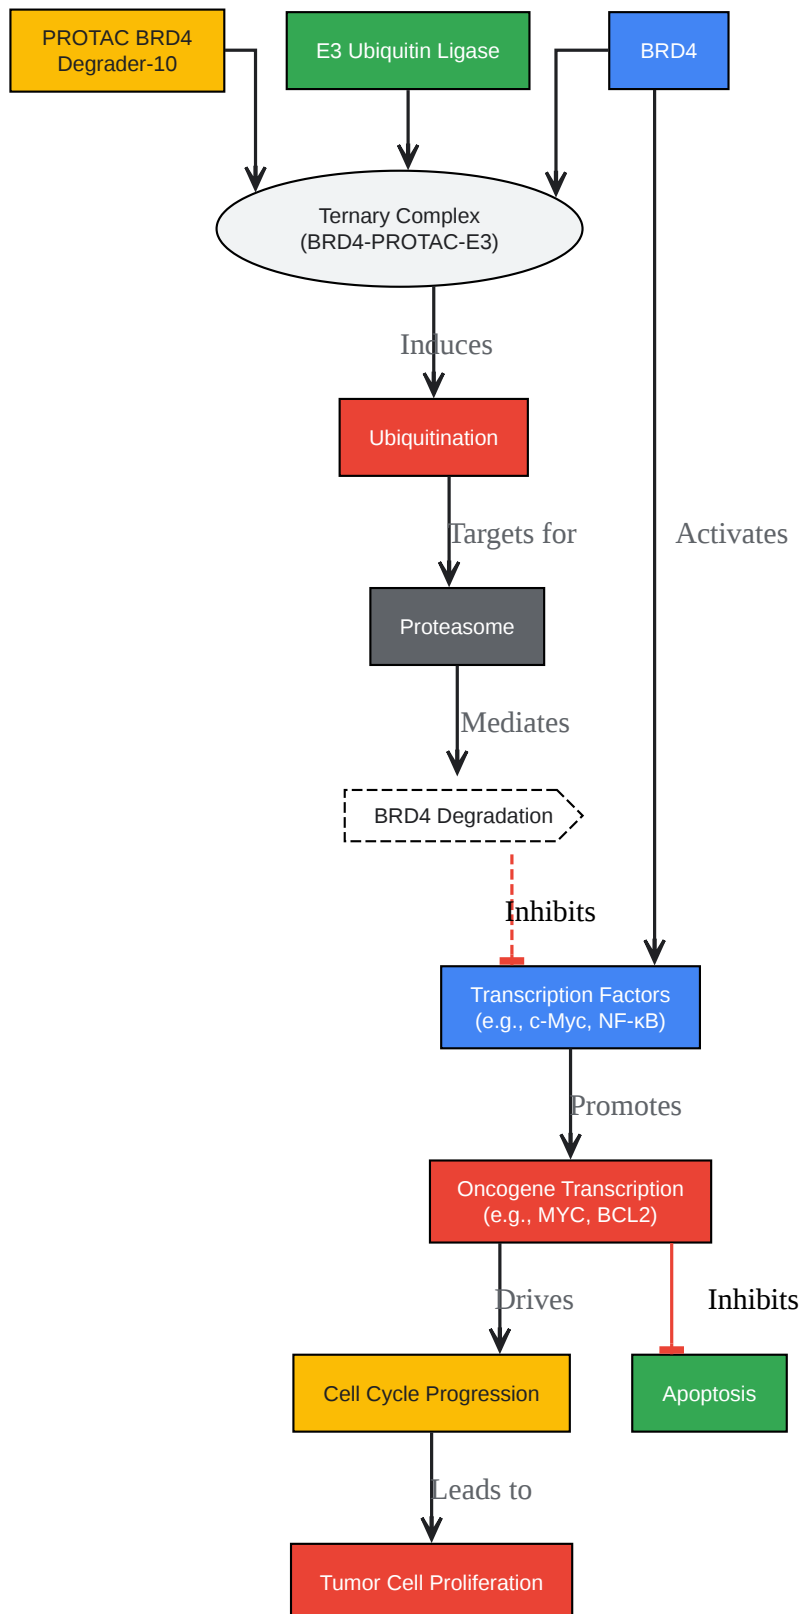 PROTAC BRD4
Degrader-10
E3 Ubiquitin Ligase
BRD4
Ternary Complex
(BRD4-PROTAC-E3)
Induces
Ubiquitination
Targets for
Activates
Proteasome
Mediates
BRD4 Degradation
Inhibits
Transcription Factors
(e.g., c-Myc, NF-κB)
Promotes
Oncogene Transcription
(e.g., MYC, BCL2)
Drives
Inhibits
Cell Cycle Progression
Apoptosis
Leads to
Tumor Cell Proliferation